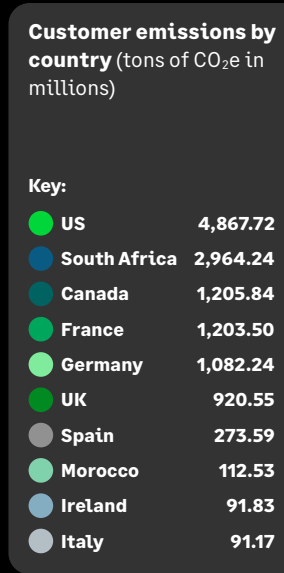 Customer emissions by
country (tons of CO₂e in
millions)
Key:
US 4,867.72
South Africa 2,964.24
Canada 1,205.84
France 1,203.50
Germany 1,082.24
UK 920.55
Spain 273.59
Morocco 112.53
Ireland 91.83
Italy 91.17